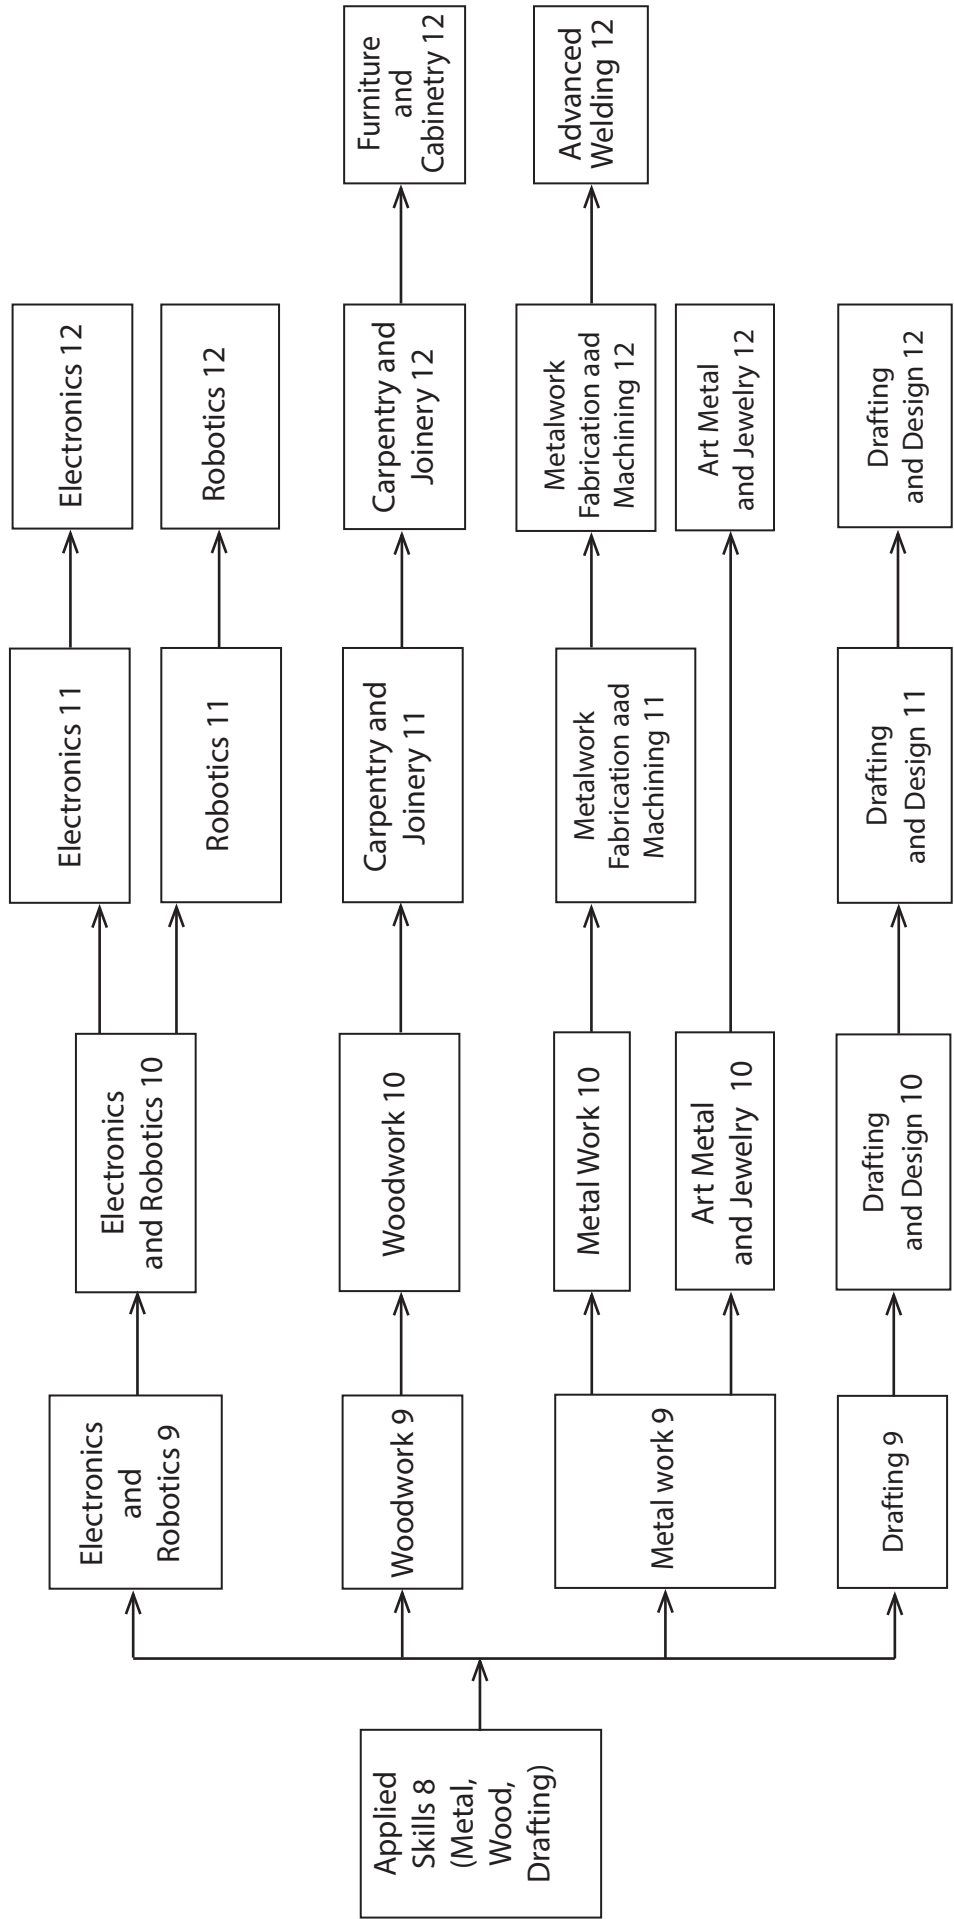 Applied
Skills 8
(Metal,
Wood,
Drafting)
Electronics
and
Robotics 9
Electronics
and Robotics 10
Electronics 11
Electronics 12
Robotics 11
Robotics 12
Woodwork 9
Woodwork 10
Carpentry and
Joinery 11
Carpentry and
Joinery 12
Furniture
and
Cabinetry 12
Metal work 9
Metal Work 10
Metalwork
Fabrication aad
Machining 11
Metalwork
Fabrication aad
Machining 12
Advanced
Welding 12
Art Metal
and Jewelry 10
Art Metal
and Jewelry 12
Drafting 9
Drafting
and Design 10
Drafting
and Design 11
Drafting
and Design 12